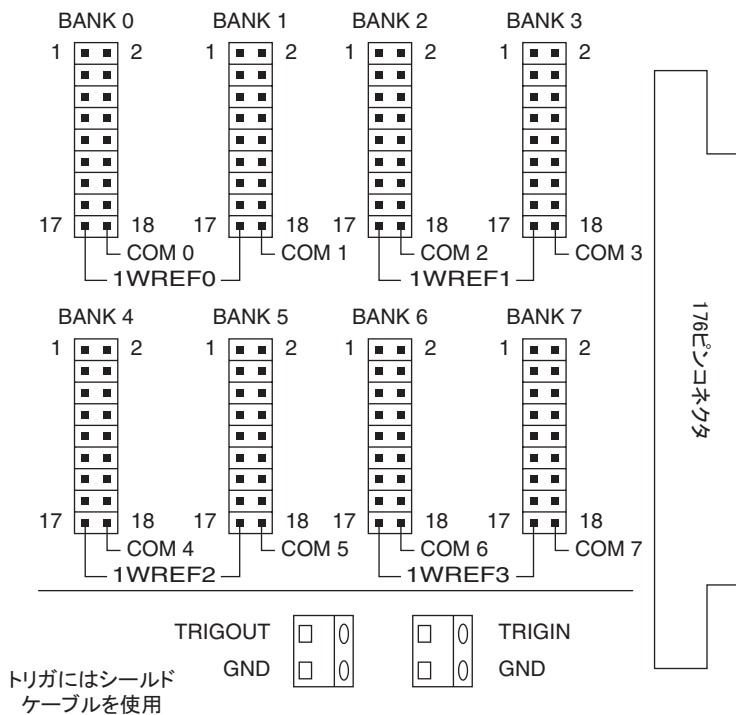 BANK 0 BANK 1 BANK 2 BANK 3
1 2 1 2 1 2 1 2
17 18 17 18 17 18 17 18
COM 0 COM 1 COM 2 COM 3
1WREF0 1WREF1
BANK 4 BANK 5 BANK 6 BANK 7
1 2 1 2 1 2 1 2
17 18 17 18 17 18 17 18
COM 4 COM 5 COM 6 COM 7
1WREF2 1WREF3
176ピンコネクタ
TRIGOUT TRIGIN
GND GND
トリガにはシールド
ケーブルを使用